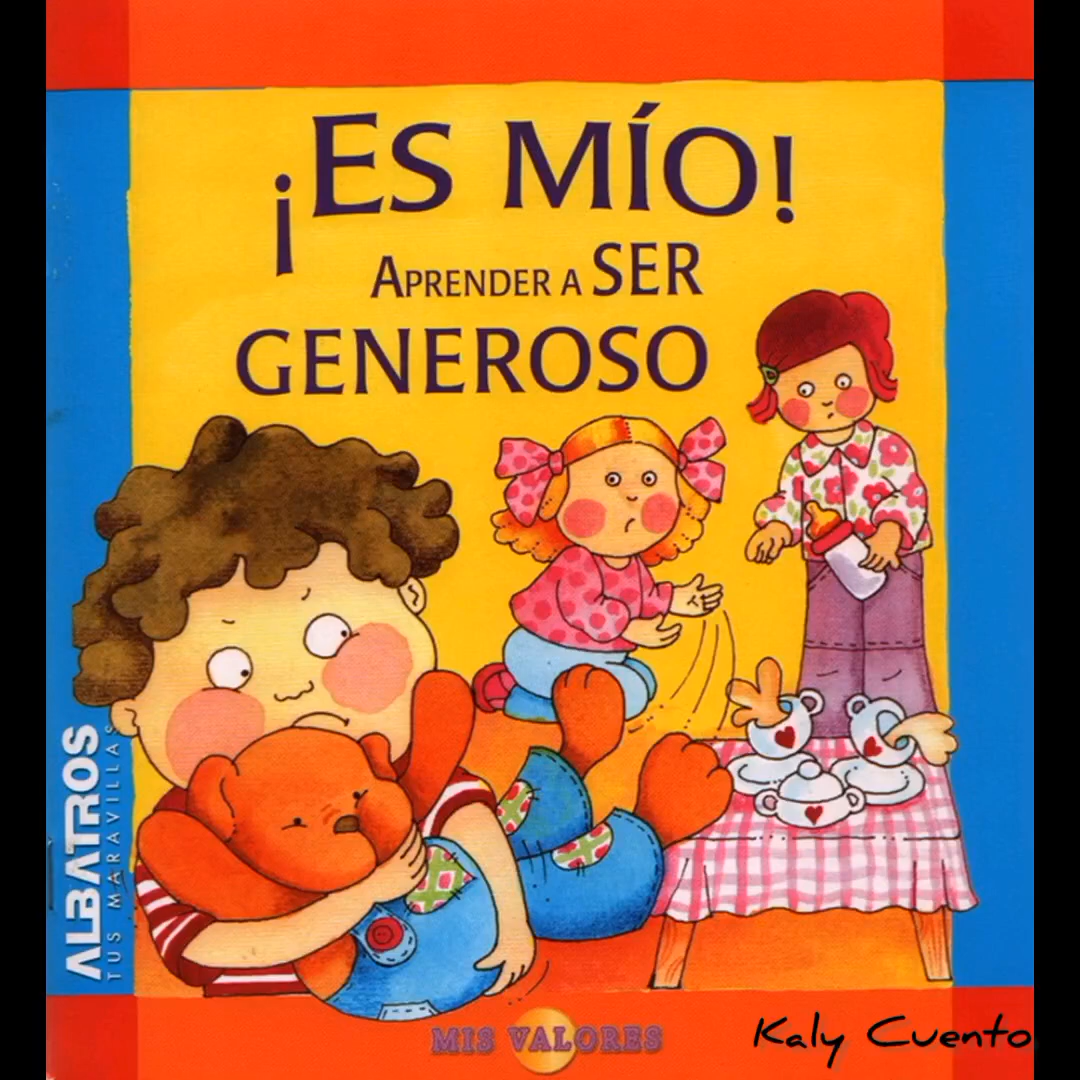 ¡Es mío!
Aprender a ser
generoso
ALBATROS
TUS MARAVILLAS
MIS VALORES
Kaly Cuento